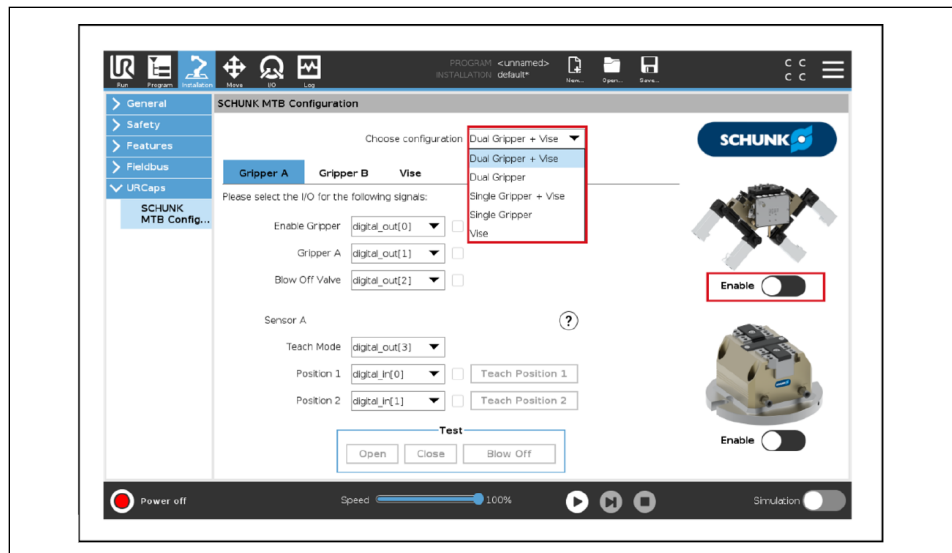 UR
PROGRAM <unnamed>
INSTALLATION default*
Run Program Installation Move I/O Log New... Open... Save...
C C
C C
General
SCHUNK MTB Configuration
Safety
Features
Fieldbus
URCaps
SCHUNK
MTB Config...
Choose configuration Dual Gripper + Vise
Dual Gripper + Vise
Dual Gripper
Single Gripper + Vise
Single Gripper
Vise
SCHUNK
Gripper A Gripper B Vise
Please select the I/O for the following signals:
Enable Gripper digital_out[0]
Gripper A digital_out[1]
Blow Off Valve digital_out[2]
Enable
Sensor A ?
Teach Mode digital_out[3]
Position 1 digital_in[0] Teach Position 1
Position 2 digital_in[1] Teach Position 2
Test
Open Close Blow Off
Enable
Power off Speed 100% Simulation